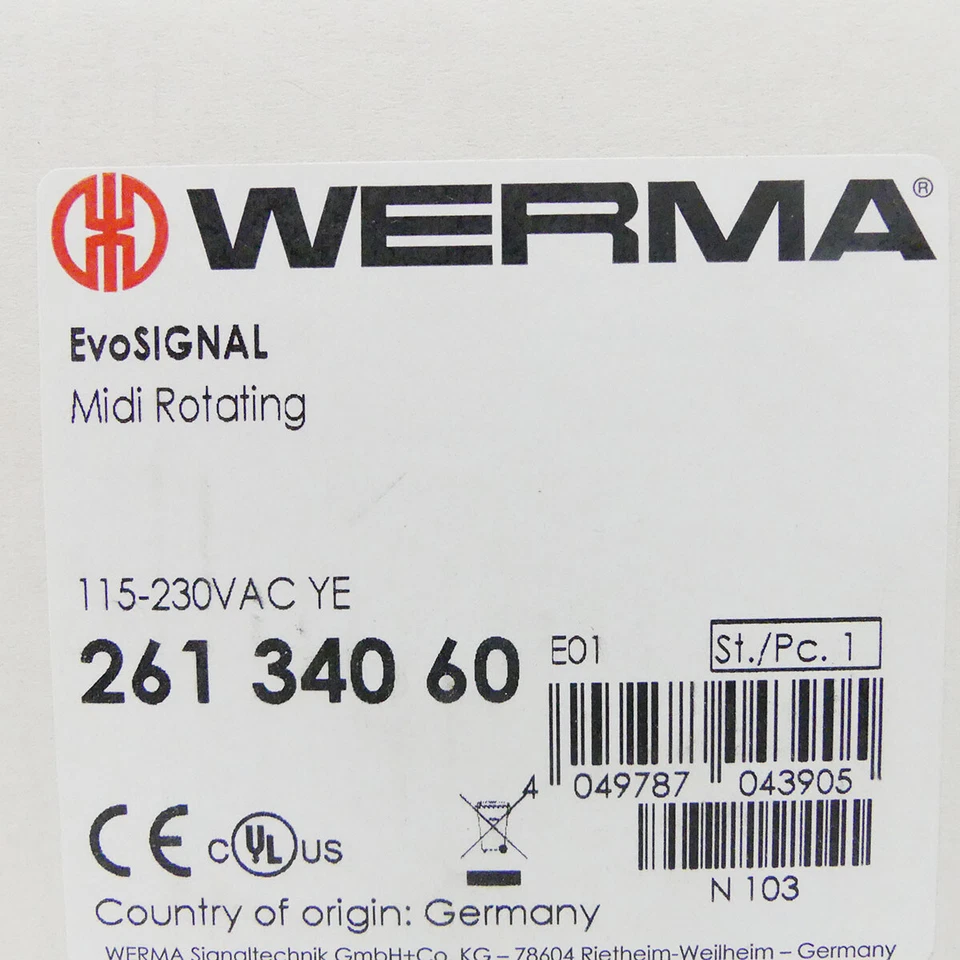 WERMA®
EvoSIGNAL
Midi Rotating
115-230VAC YE
261 340 60 E01 St./Pc. 1
4 049787 043905
CE c UL us
N 103
Country of origin: Germany
WERMA Signaltechnik GmbH+Co. KG – 78604 Rietheim-Weilheim – Germany